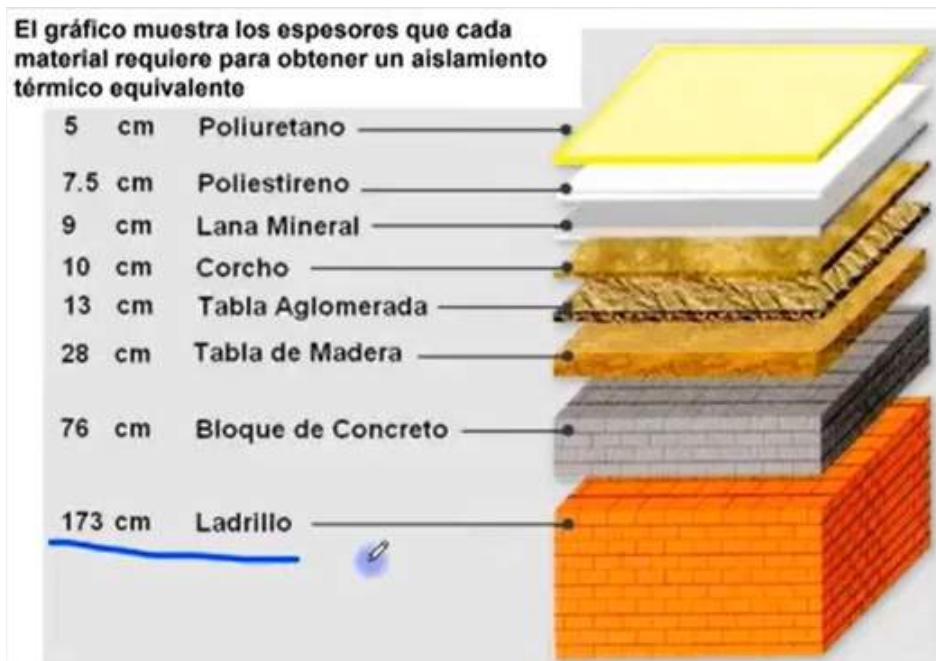 El gráfico muestra los espesores que cada
material requiere para obtener un aislamiento
térmico equivalente
5 cm Poliuretano
7.5 cm Poliestireno
9 cm Lana Mineral
10 cm Corcho
13 cm Tabla Aglomerada
28 cm Tabla de Madera
76 cm Bloque de Concreto
173 cm Ladrillo